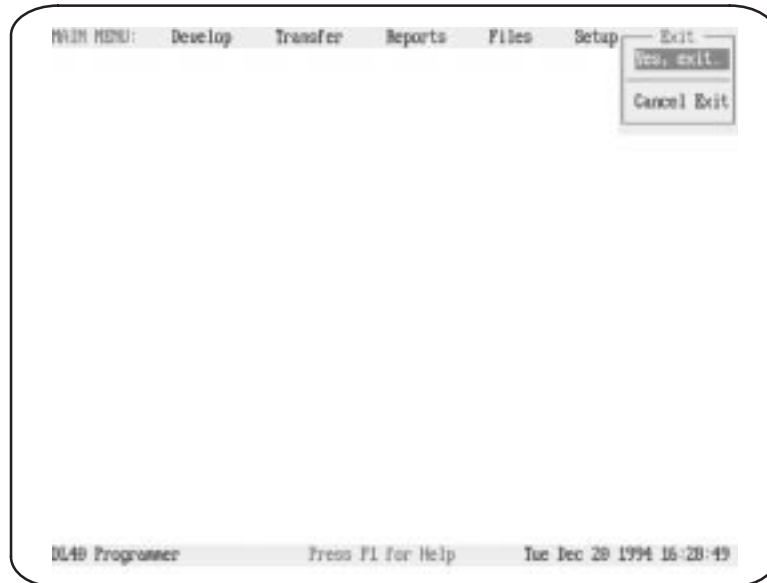 MAIN MENU: Develop Transfer Reports Files Setup Exit
Yes, exit.
Cancel Exit
DL40 Programmer Press F1 for Help Tue Dec 20 1994 16:28:49